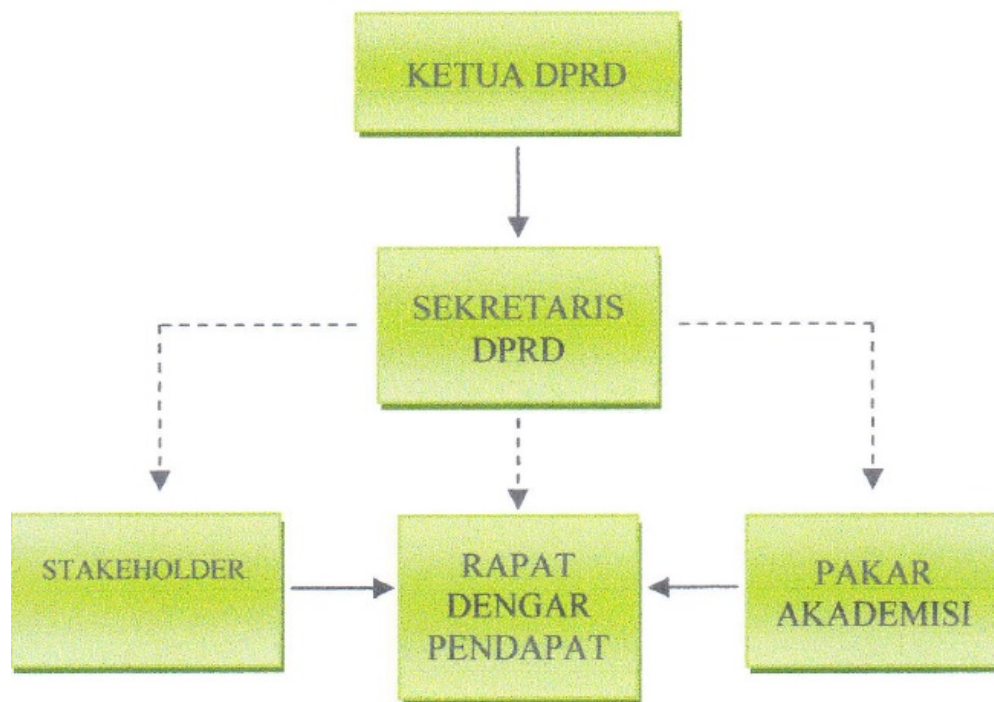 KETUA DPRD
SEKRETARIS
DPRD
STAKEHOLDER
RAPAT
DENGAR
PENDAPAT
PAKAR
AKADEMISI